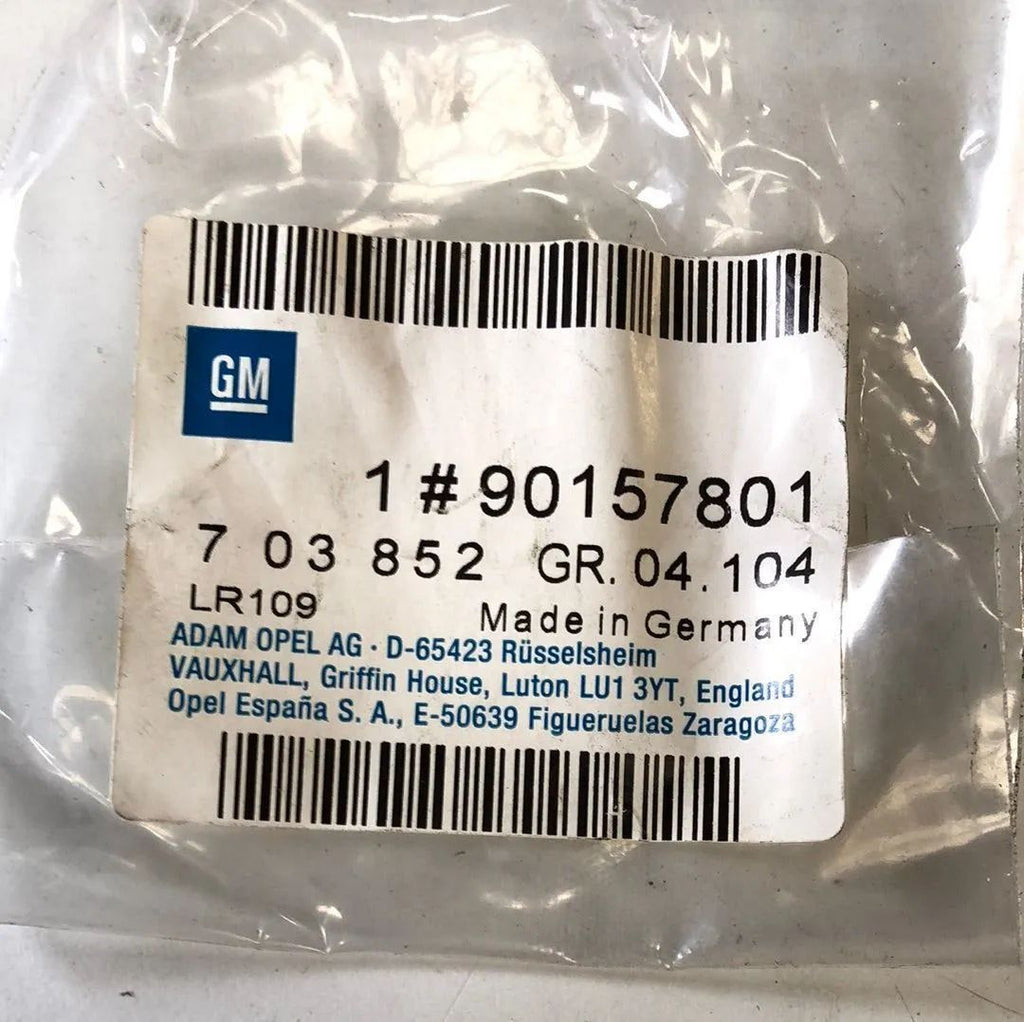 GM
1 # 90157801
7 03 852 GR. 04.104
LR109 Made in Germany
ADAM OPEL AG · D-65423 Rüsselsheim
VAUXHALL, Griffin House, Luton LU1 3YT, England
Opel España S. A., E-50639 Figueruelas Zaragoza